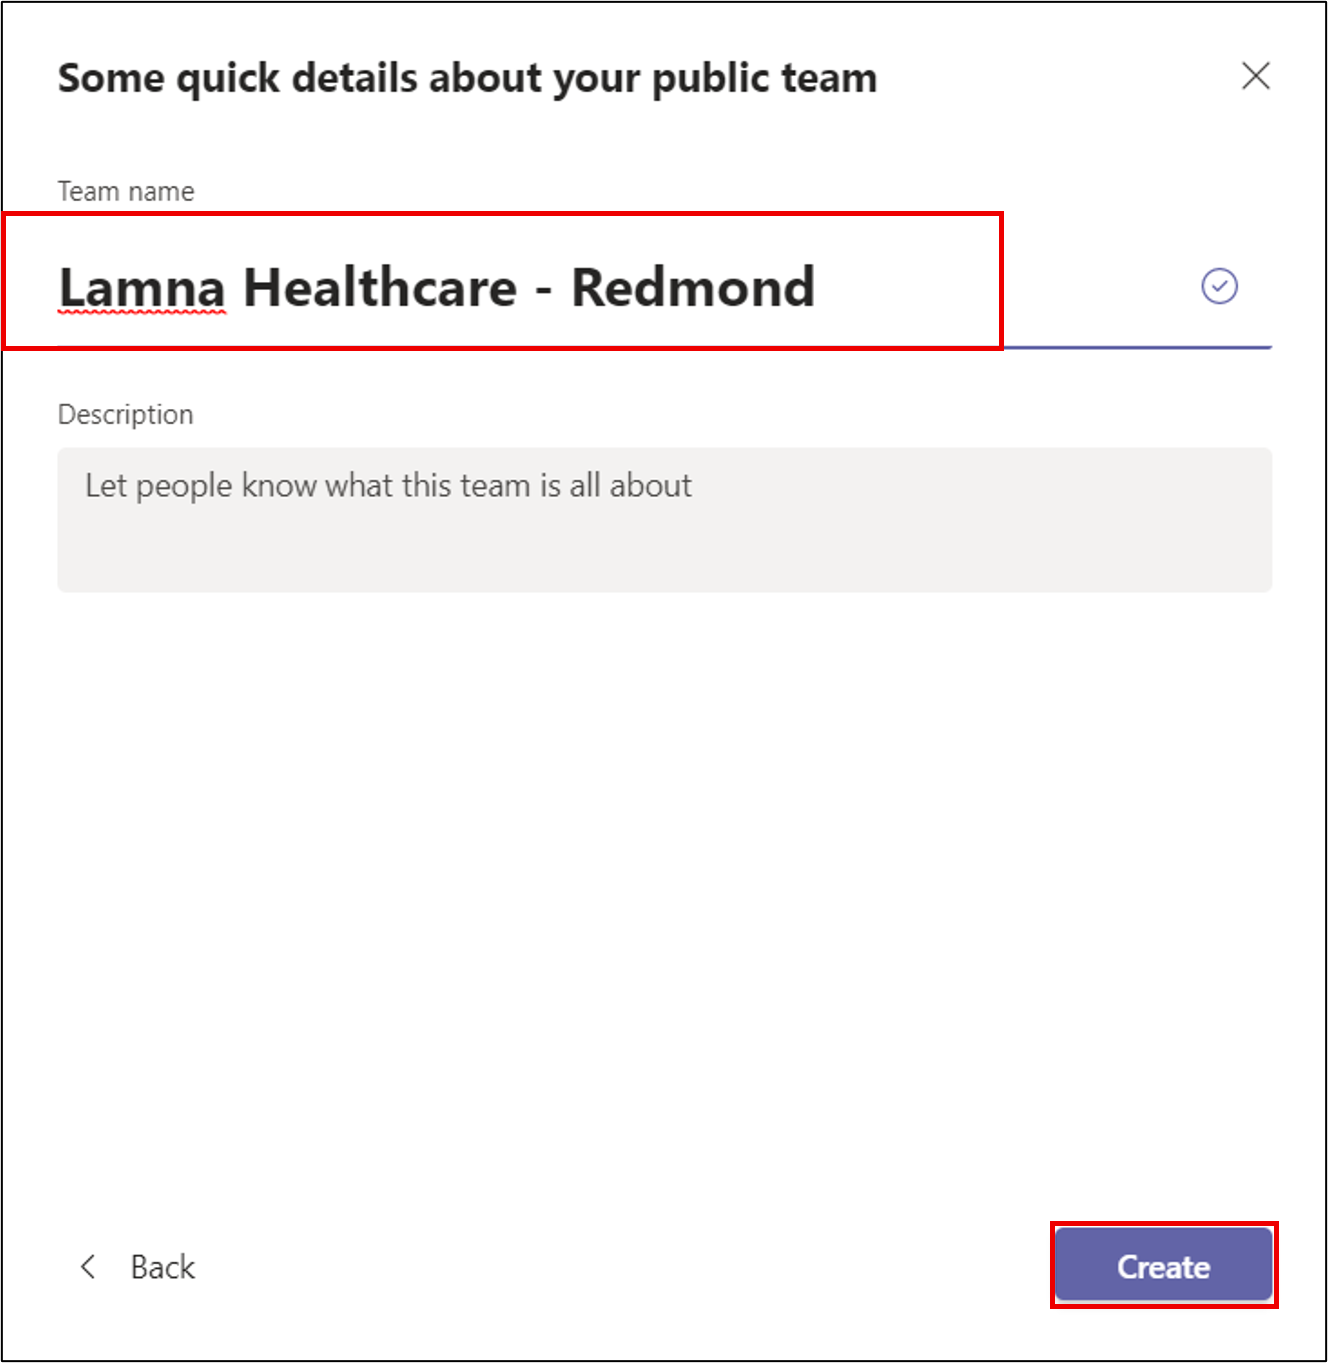 Some quick details about your public team
Team name
Lamna Healthcare - Redmond
Description
Let people know what this team is all about
Back
Create